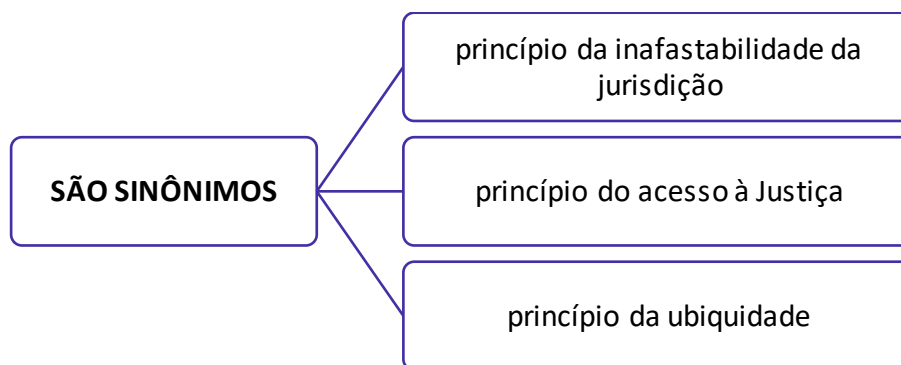 SÃO SINÔNIMOS
princípio da inafastabilidade da
jurisdição
princípio do acesso à Justiça
princípio da ubiquidade